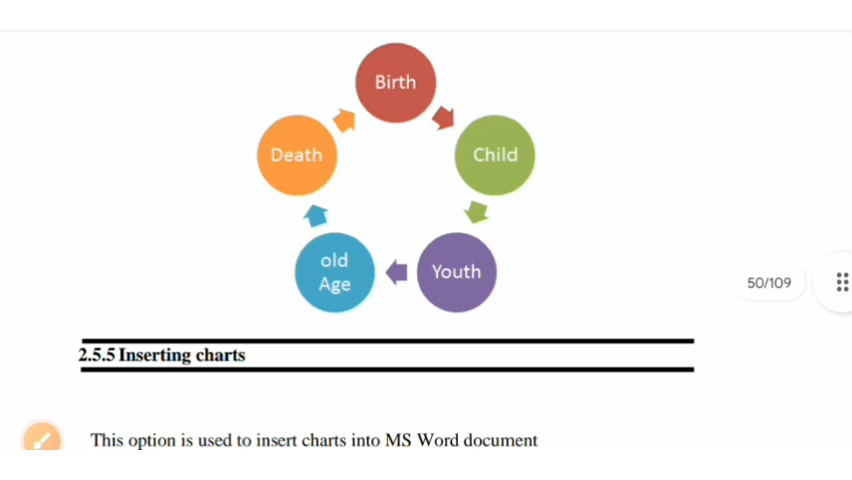 Birth
Death
Child
old
Age
Youth
50/109
2.5.5 Inserting charts
This option is used to insert charts into MS Word document